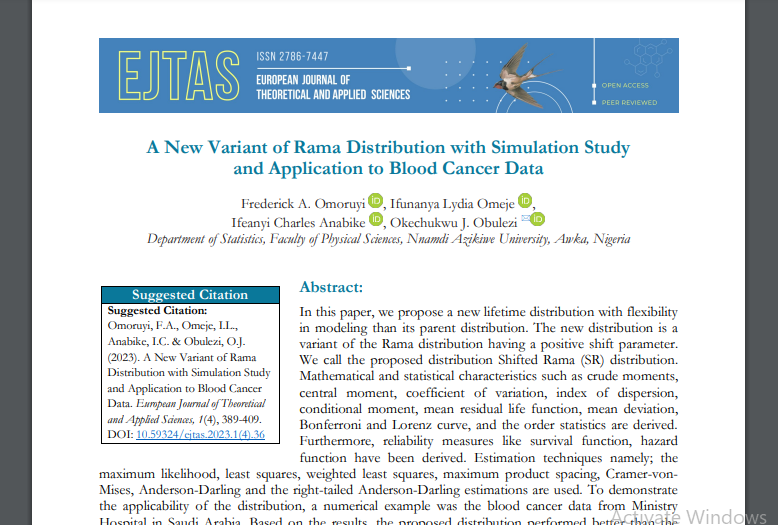 EJTAS
ISSN 2786-7447
EUROPEAN JOURNAL OF
THEORETICAL AND APPLIED SCIENCES
OPEN ACCESS
PEER REVIEWED
A New Variant of Rama Distribution with Simulation Study
and Application to Blood Cancer Data
Frederick A. Omoruyi iD, Ifunanya Lydia Omeje iD,
Ifeanyi Charles Anabike iD, Okechukwu J. Obulezi iD
Department of Statistics, Faculty of Physical Sciences, Nnamdi Azikiwe University, Awka, Nigeria
Suggested Citation
Suggested Citation:
Omoruyi, F.A., Omeje, I.L.,
Anabike, I.C. & Obulezi, O.J.
(2023). A New Variant of Rama
Distribution with Simulation Study
and Application to Blood Cancer
Data. European Journal of Theoretical
and Applied Sciences, 1(4), 389-409.
DOI: 10.59324/ejtas.2023.1(4).36
Abstract:
In this paper, we propose a new lifetime distribution with flexibility
in modeling than its parent distribution. The new distribution is a
variant of the Rama distribution having a positive shift parameter.
We call the proposed distribution Shifted Rama (SR) distribution.
Mathematical and statistical characteristics such as crude moments,
central moment, coefficient of variation, index of dispersion,
conditional moment, mean residual life function, mean deviation,
Bonferroni and Lorenz curve, and the order statistics are derived.
Furthermore, reliability measures like survival function, hazard
function have been derived. Estimation techniques namely; the
maximum likelihood, least squares, weighted least squares, maximum product spacing, Cramer-von-
Mises, Anderson-Darling and the right-tailed Anderson-Darling estimations are used. To demonstrate
the applicability of the distribution, a numerical example was the blood cancer data from Ministry
Hospital in Saudi Arabia. Based on the results, the proposed distribution performed better than the
Activate Windows